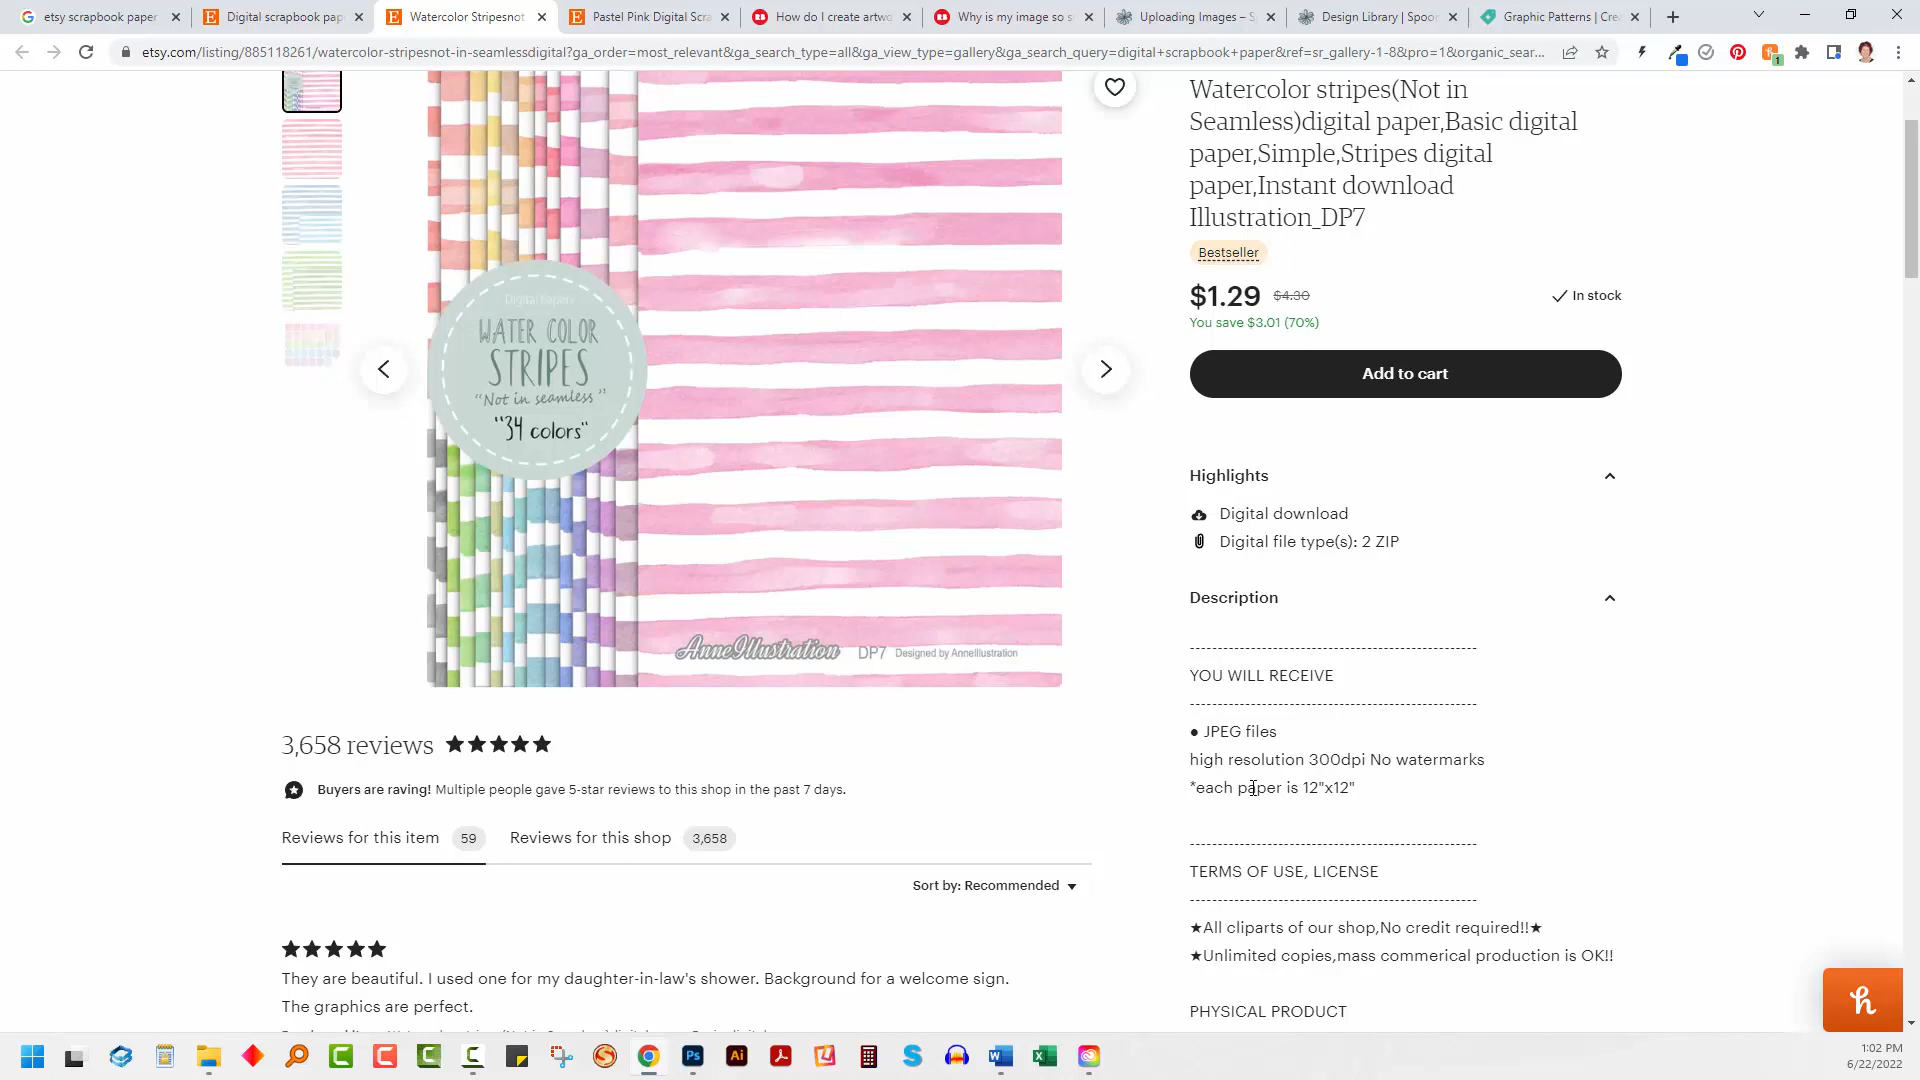 etsy scrapbook paper
Digital scrapbook pap
Watercolor Stripesnot
Pastel Pink Digital Scra
How do I create artwo
Why is my image so s
Uploading Images – S
Design Library | Spoon
Graphic Patterns | Crea
etsy.com/listing/885118261/watercolor-stripesnot-in-seamlessdigital?ga_order=most_relevant&ga_search_type=all&ga_view_type=gallery&ga_search_query=digital+scrapbook+paper&ref=sr_gallery-1-8&pro=1&organic_sear...
Digital Papers
WATER COLOR
STRIPES
"Not in seamless"
"34 colors"
AnneIllustration DP7 Designed by AnneIllustration
Watercolor stripes(Not in
Seamless)digital paper,Basic digital
paper,Simple,Stripes digital
paper,Instant download
Illustration_DP7
Bestseller
$1.29 $4.30
In stock
You save $3.01 (70%)
Add to cart
Highlights
Digital download
Digital file type(s): 2 ZIP
Description
----------------------------------------------------
YOU WILL RECEIVE
----------------------------------------------------
● JPEG files
high resolution 300dpi No watermarks
*each paper is 12"x12"
----------------------------------------------------
TERMS OF USE, LICENSE
----------------------------------------------------
★All cliparts of our shop,No credit required!!★
★Unlimited copies,mass commerical production is OK!!
PHYSICAL PRODUCT
3,658 reviews
Buyers are raving! Multiple people gave 5-star reviews to this shop in the past 7 days.
Reviews for this item 59
Reviews for this shop 3,658
Sort by: Recommended
They are beautiful. I used one for my daughter-in-law's shower. Background for a welcome sign.
The graphics are perfect.
1:02 PM
6/22/2022